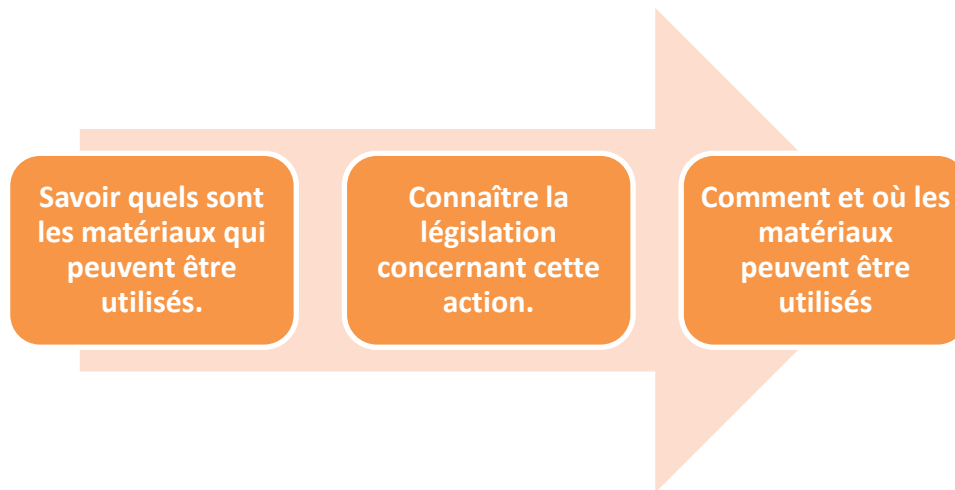 Savoir quels sont
les matériaux qui
peuvent être
utilisés.
Connaître la
législation
concernant cette
action.
Comment et où les
matériaux
peuvent être
utilisés